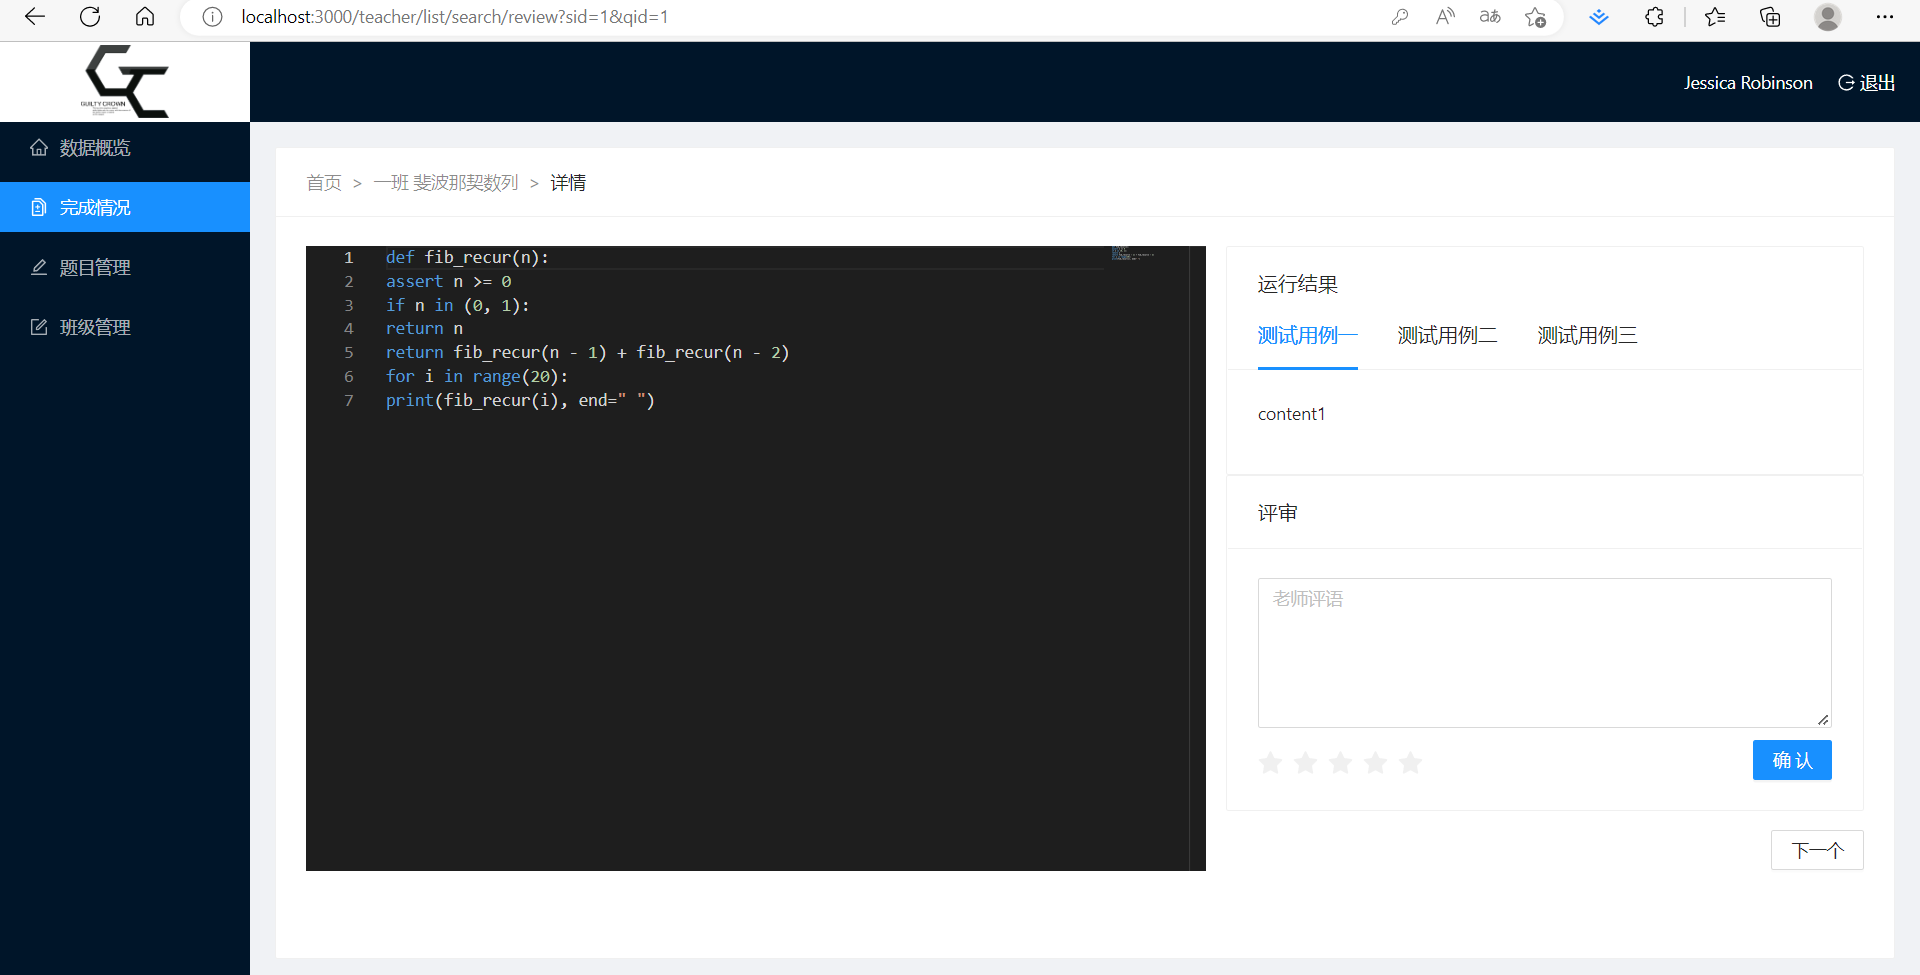 localhost:3000/teacher/list/search/review?sid=1&qid=1
GUILTY CROWN
Jessica Robinson 退出
数据概览
完成情况
题目管理
班级管理
首页 > 一班 斐波那契数列 > 详情
1 def fib_recur(n):
2 assert n >= 0
3 if n in (0, 1):
4 return n
5 return fib_recur(n - 1) + fib_recur(n - 2)
6 for i in range(20):
7 print(fib_recur(i), end=" ")
运行结果
测试用例一 测试用例二 测试用例三
content1
评审
老师评语
确认
下一个